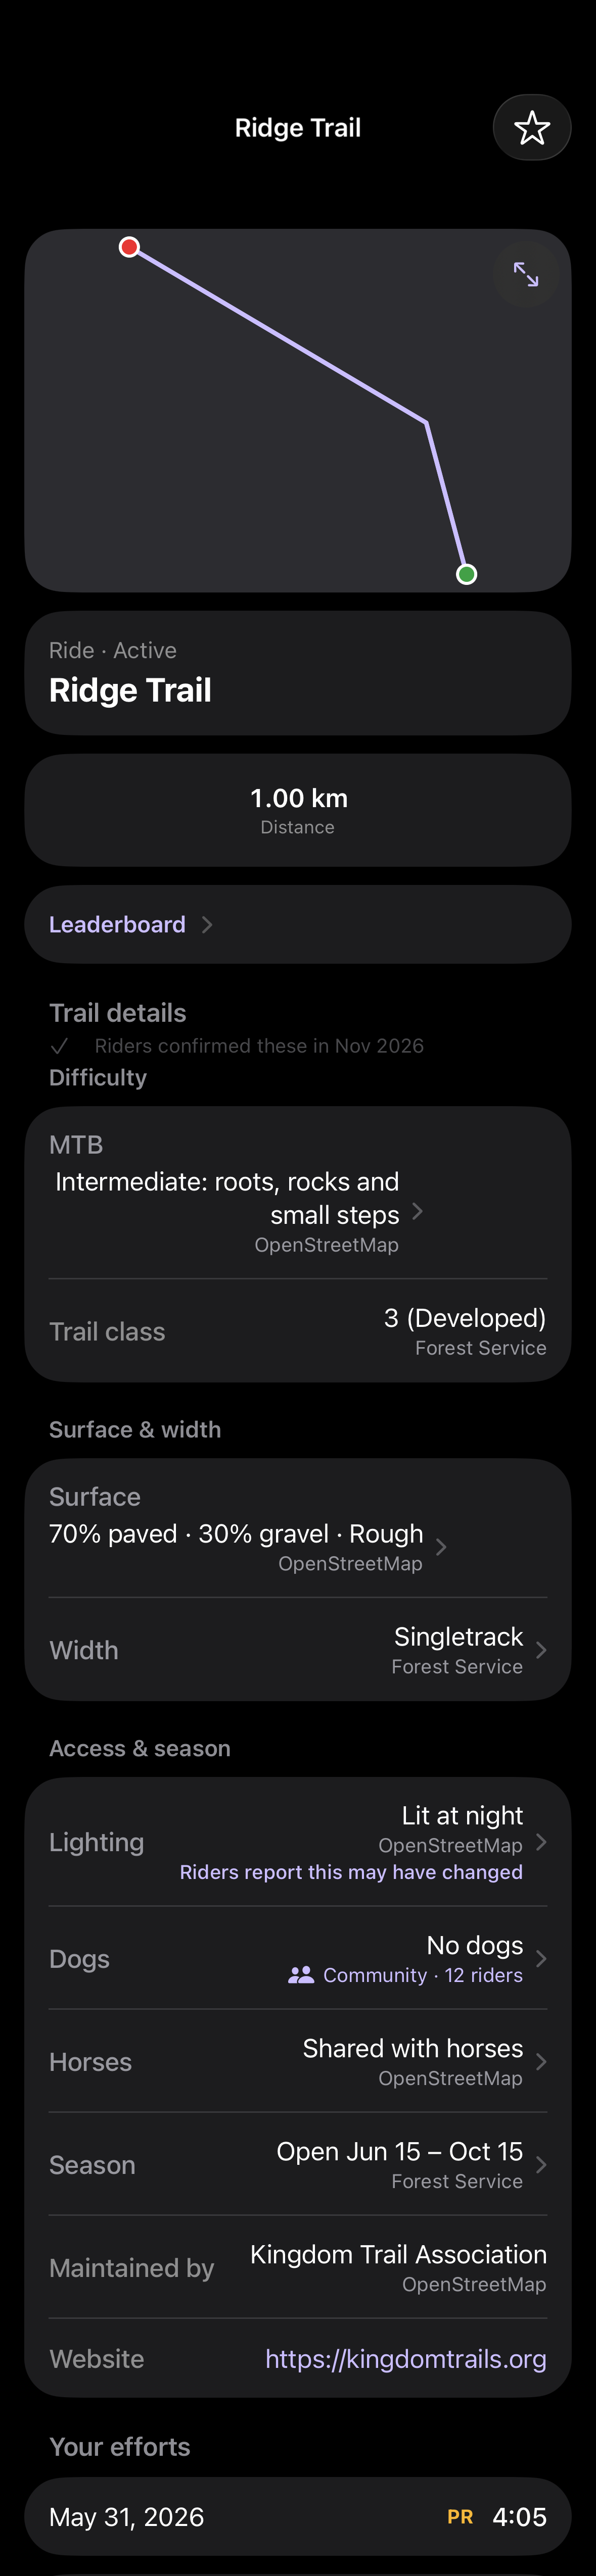 Ridge Trail
Ride · Active
Ridge Trail
1.00 km
Distance
Leaderboard
Trail details
Riders confirmed these in Nov 2026
Difficulty
MTB
Intermediate: roots, rocks and
small steps
OpenStreetMap
Trail class
3 (Developed)
Forest Service
Surface & width
Surface
70% paved · 30% gravel · Rough
OpenStreetMap
Width
Singletrack
Forest Service
Access & season
Lighting
Lit at night
OpenStreetMap
Riders report this may have changed
Dogs
No dogs
Community · 12 riders
Horses
Shared with horses
OpenStreetMap
Season
Open Jun 15 – Oct 15
Forest Service
Maintained by
Kingdom Trail Association
OpenStreetMap
Website
https://kingdomtrails.org
Your efforts
May 31, 2026
PR 4:05